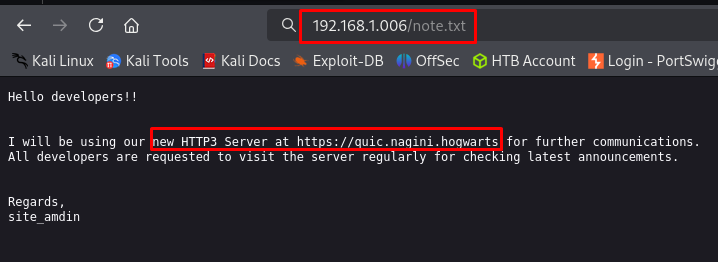 192.168.1.006/note.txt
Kali Linux Kali Tools Kali Docs Exploit-DB OffSec HTB Account Login - PortSwig
Hello developers!!
I will be using our new HTTP3 Server at https://quic.nagini.hogwarts for further communications.
All developers are requested to visit the server regularly for checking latest announcements.
Regards,
site_amdin